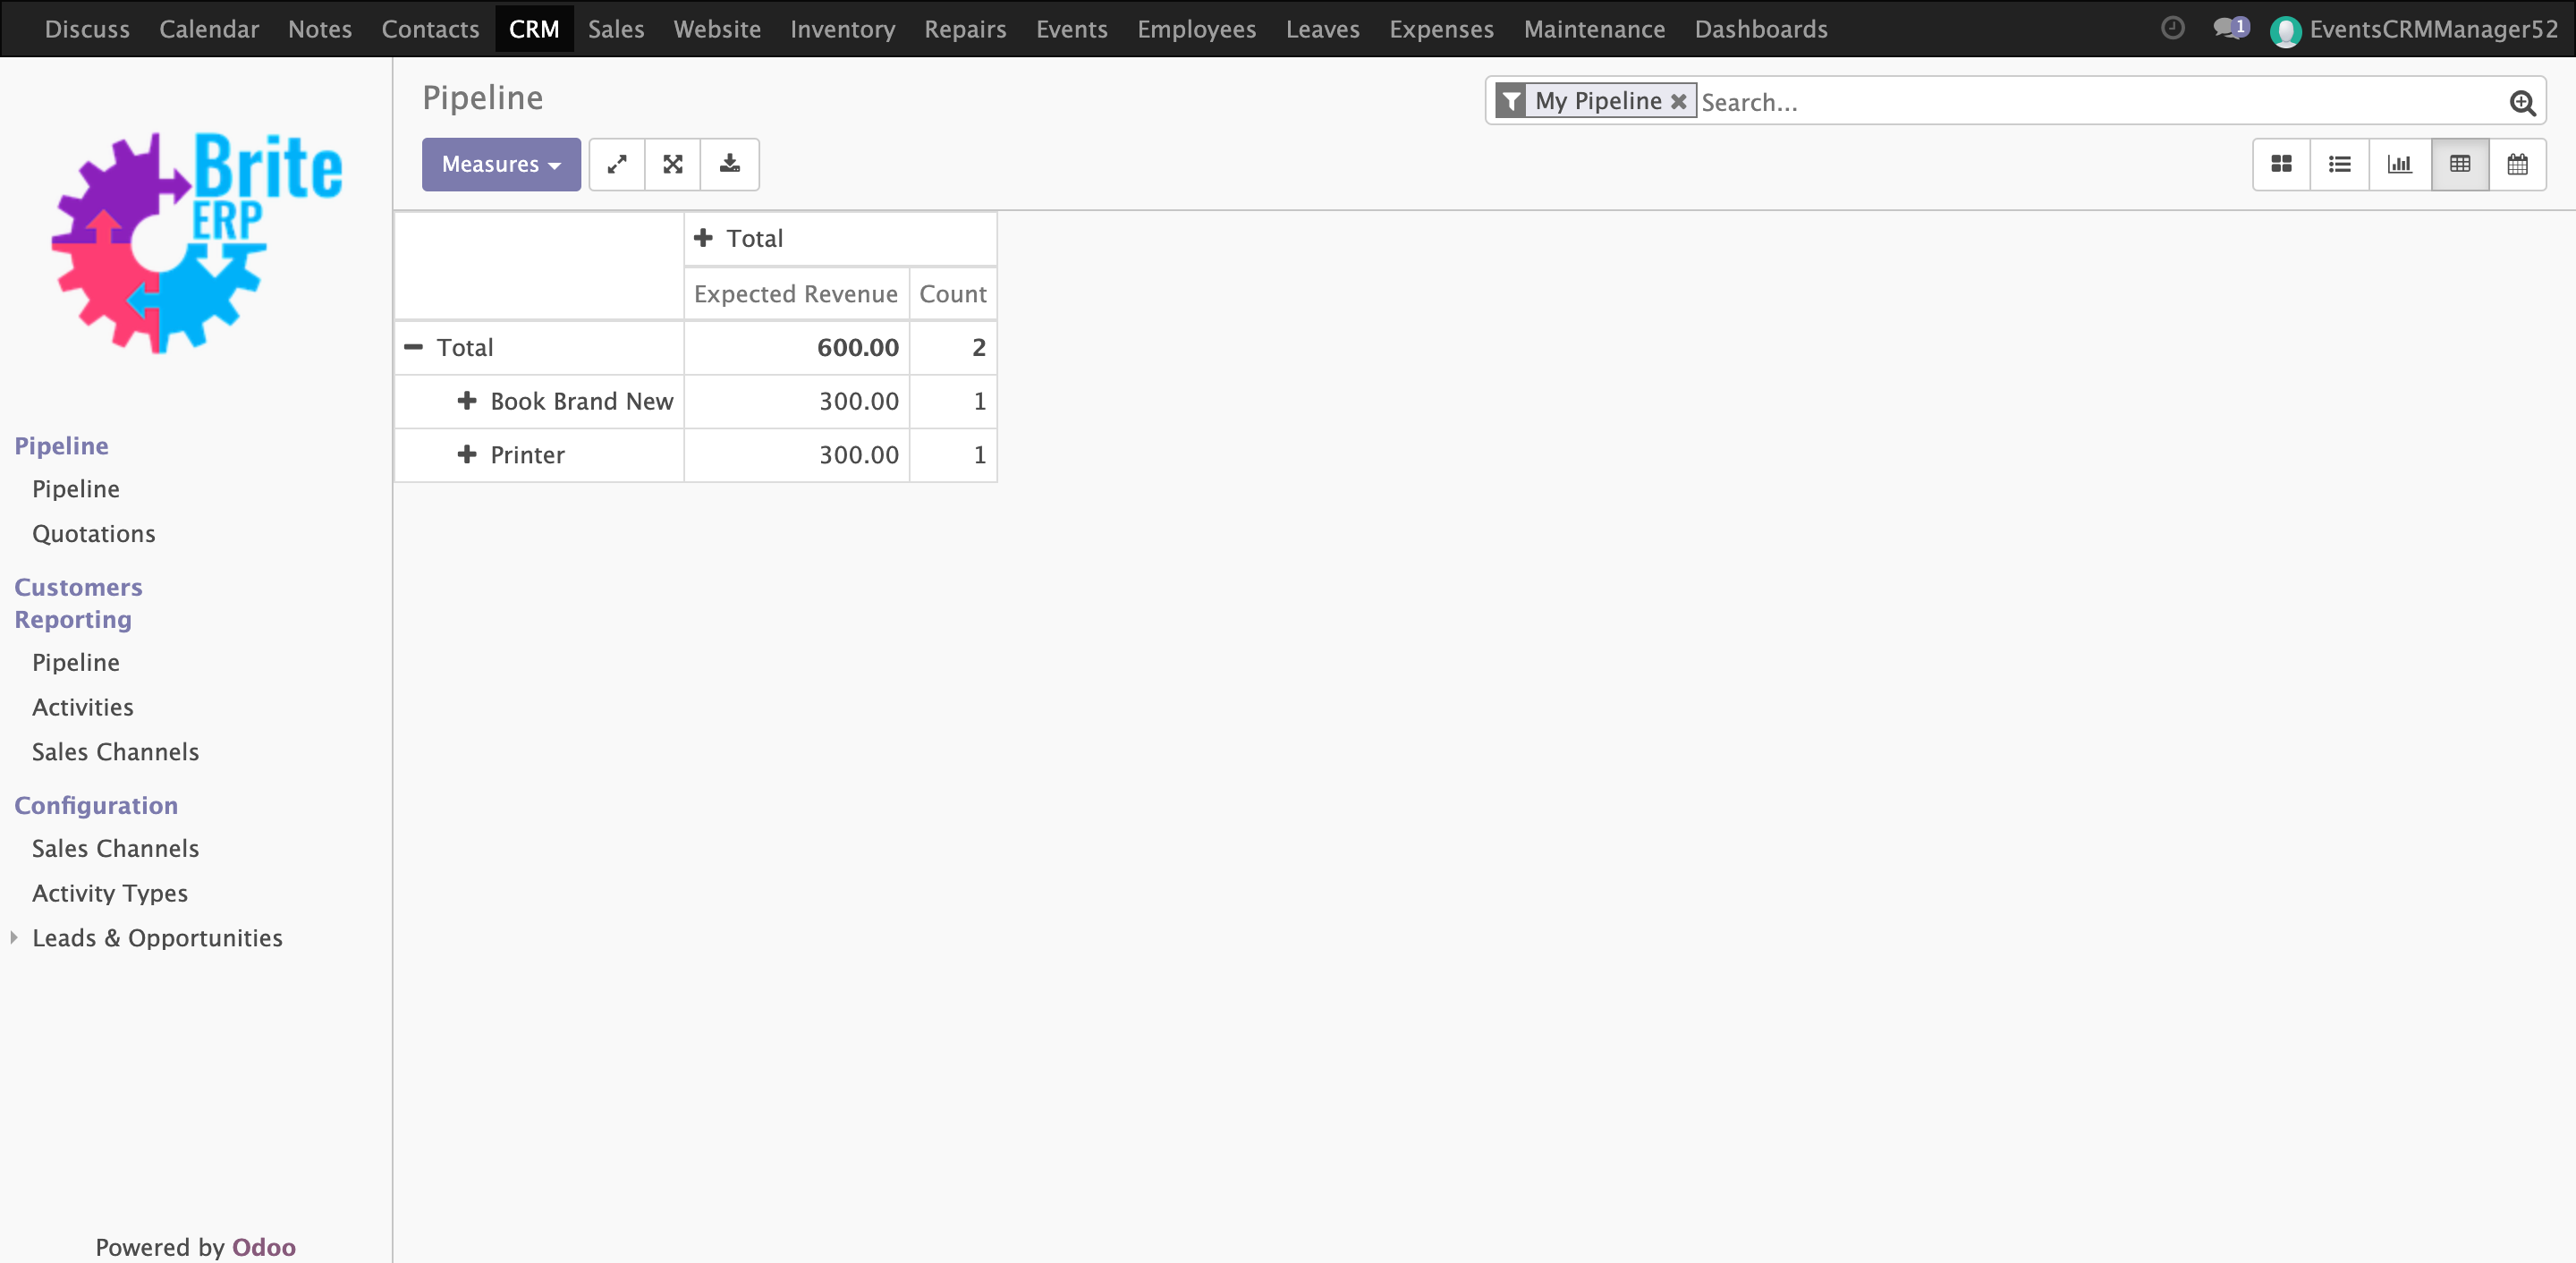 Discuss Calendar Notes Contacts CRM Sales Website Inventory Repairs Events Employees Leaves Expenses Maintenance Dashboards 1 EventsCRMManager52
Brite
ERP
Pipeline
Pipeline
Quotations
Customers
Reporting
Pipeline
Activities
Sales Channels
Configuration
Sales Channels
Activity Types
Leads & Opportunities
Powered by Odoo
Pipeline
My Pipeline Search...
Measures
Total
Expected Revenue Count
Total 600.00 2
Book Brand New 300.00 1
Printer 300.00 1